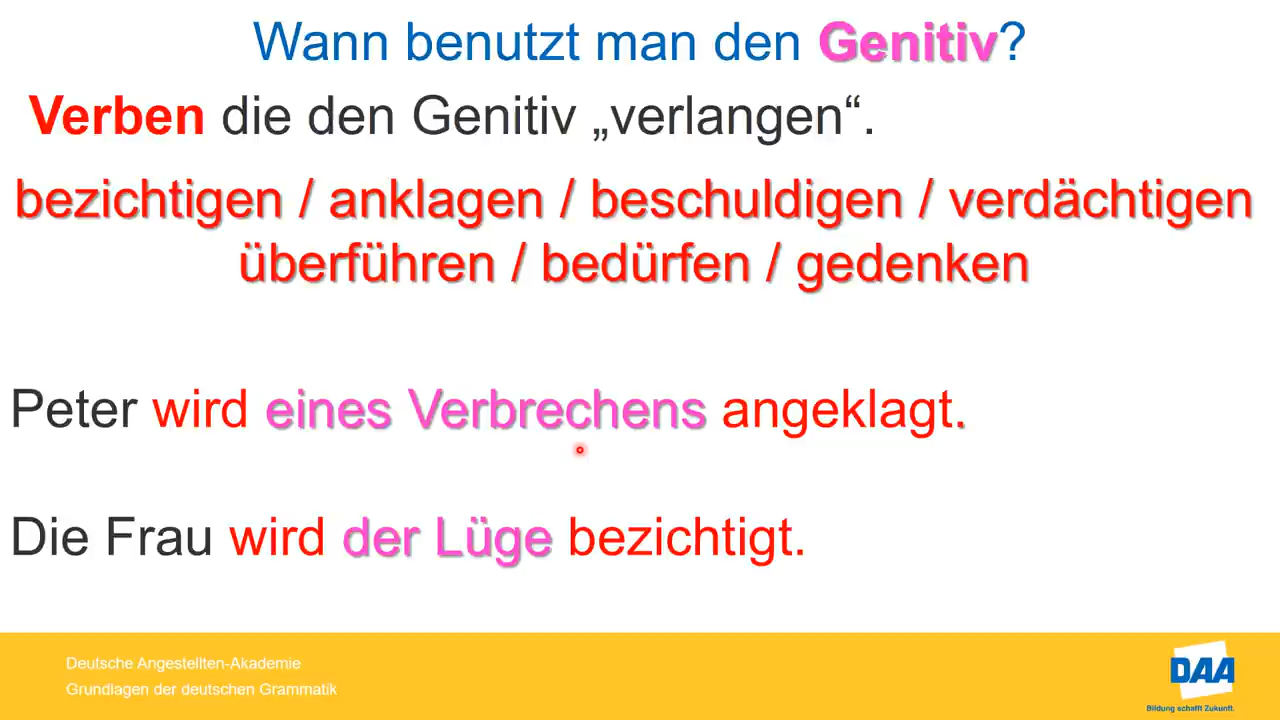 Wann benutzt man den Genitiv?
Verben die den Genitiv „verlangen“.
bezichtigen / anklagen / beschuldigen / verdächtigen
überführen / bedürfen / gedenken
Peter wird eines Verbrechens angeklagt.
Die Frau wird der Lüge bezichtigt.
Deutsche Angestellten-Akademie
Grundlagen der deutschen Grammatik
DAA
Bildung schafft Zukunft.